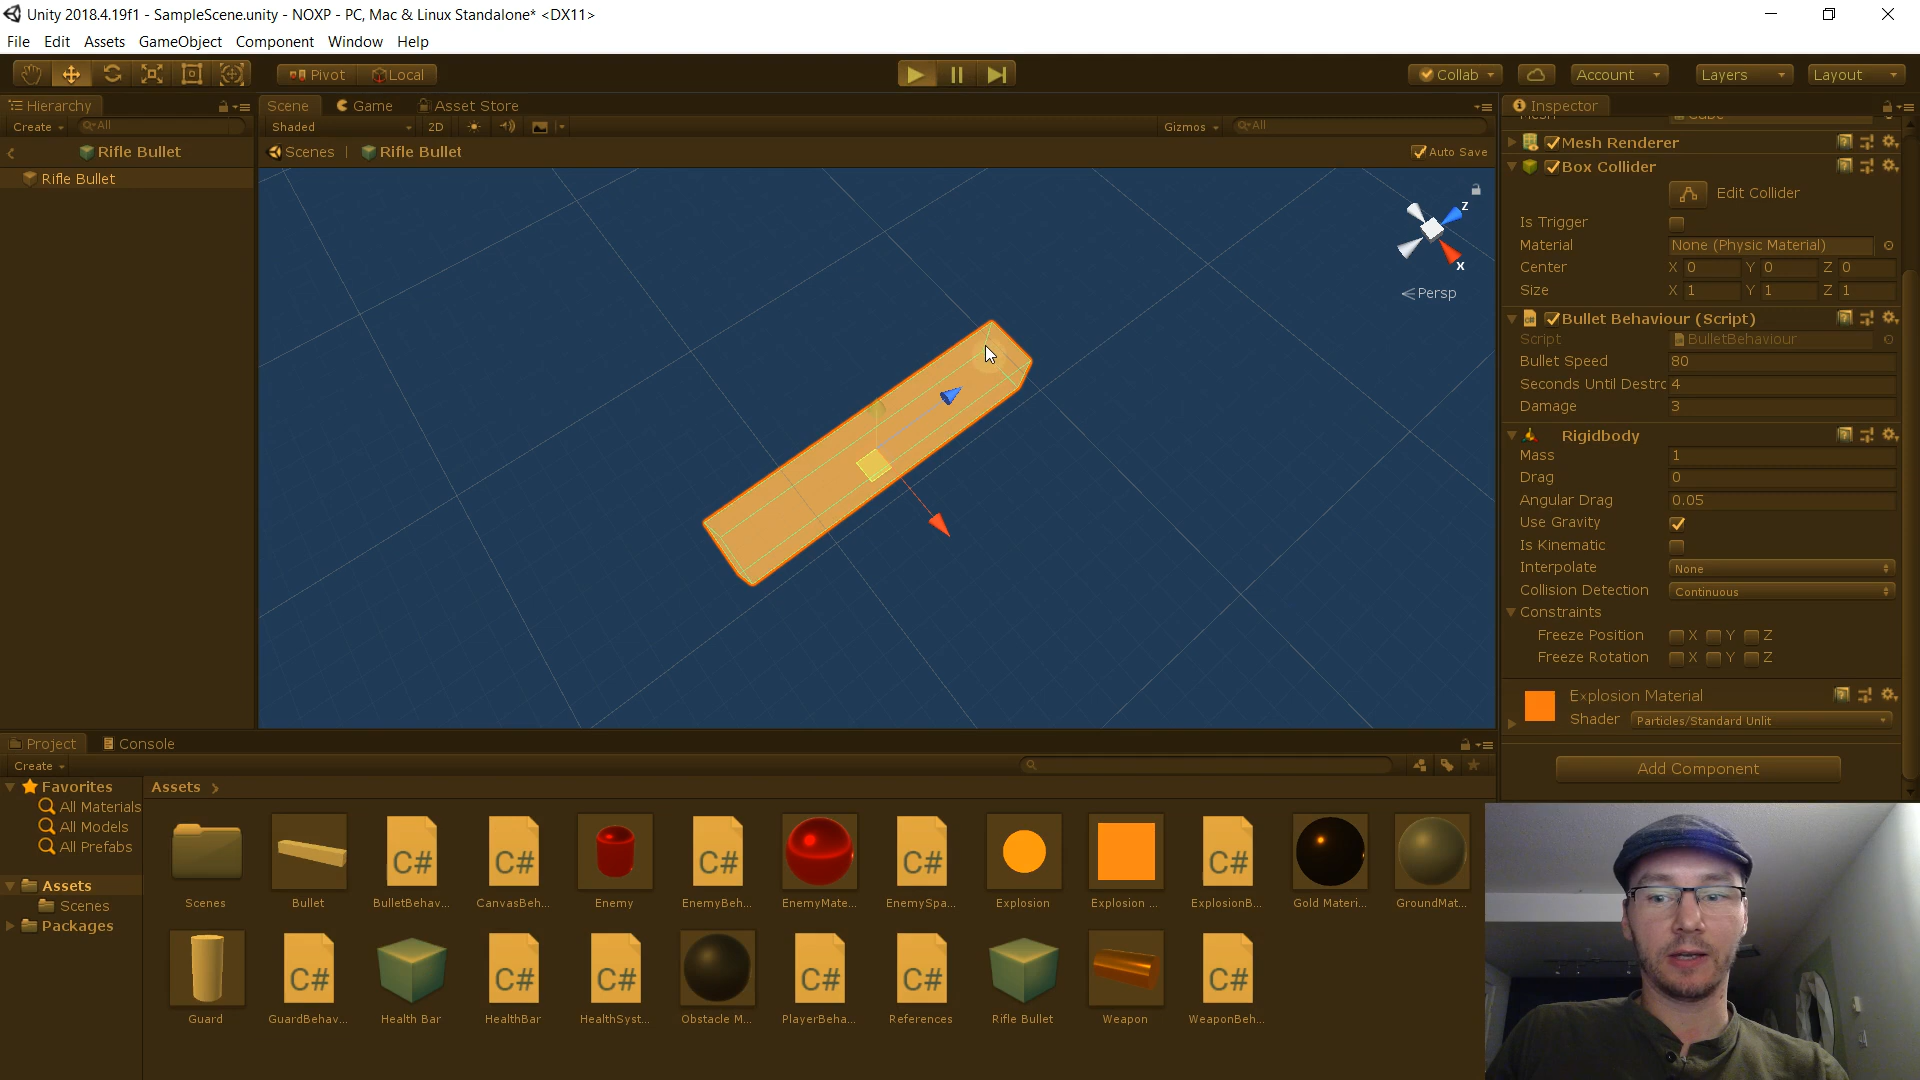 Unity 2018.4.19f1 - SampleScene.unity - NOXP - PC, Mac & Linux Standalone* <DX11>
File Edit Assets GameObject Component Window Help
Pivot Local
Collab Account Layers Layout
Hierarchy
Create All
Rifle Bullet
Rifle Bullet
Scene Game Asset Store
Shaded 2D Gizmos All
Scenes | Rifle Bullet Auto Save
Z
X
Persp
Inspector
Mesh Renderer
Box Collider
Edit Collider
Is Trigger
Material None (Physic Material)
Center X 0 Y 0 Z 0
Size X 1 Y 1 Z 1
Bullet Behaviour (Script)
Script BulletBehaviour
Bullet Speed 80
Seconds Until Destrc 4
Damage 3
Rigidbody
Mass 1
Drag 0
Angular Drag 0.05
Use Gravity
Is Kinematic
Interpolate None
Collision Detection Continuous
Constraints
Freeze Position X Y Z
Freeze Rotation X Y Z
Explosion Material
Shader Particles/Standard Unlit
Add Component
Project Console
Create
Favorites
All Materials
All Models
All Prefabs
Assets
Scenes
Packages
Assets
C# C# C# C# C#
Scenes Bullet BulletBehav... CanvasBeh... Enemy EnemyBeh... EnemyMate... EnemySpa... Explosion Explosion ... ExplosionB... Gold Materi... GroundMat...
C# C# C# C# C# C#
Guard GuardBehav... Health Bar HealthBar HealthSyst... Obstacle M... PlayerBeha... References Rifle Bullet Weapon WeaponBeh...